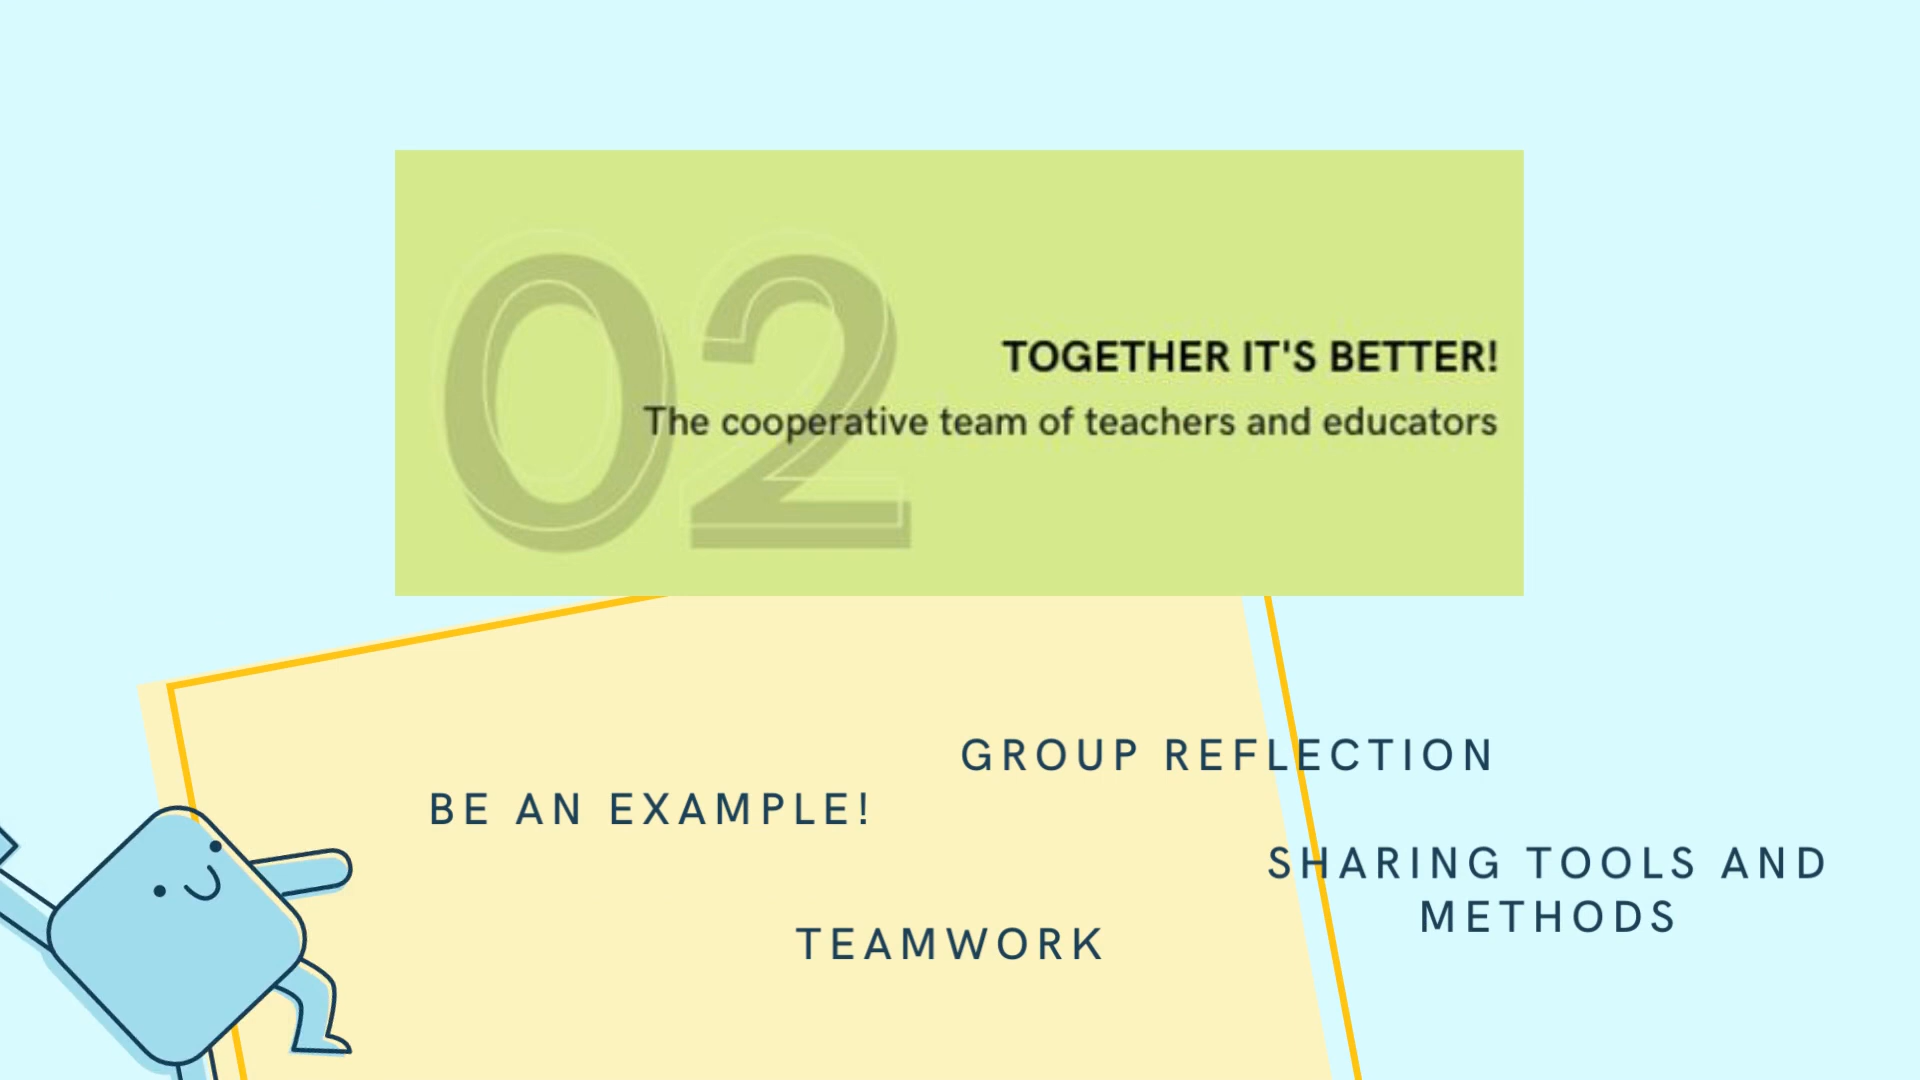 02
TOGETHER IT'S BETTER!
The cooperative team of teachers and educators
GROUP REFLECTION
BE AN EXAMPLE!
SHARING TOOLS AND
METHODS
TEAMWORK